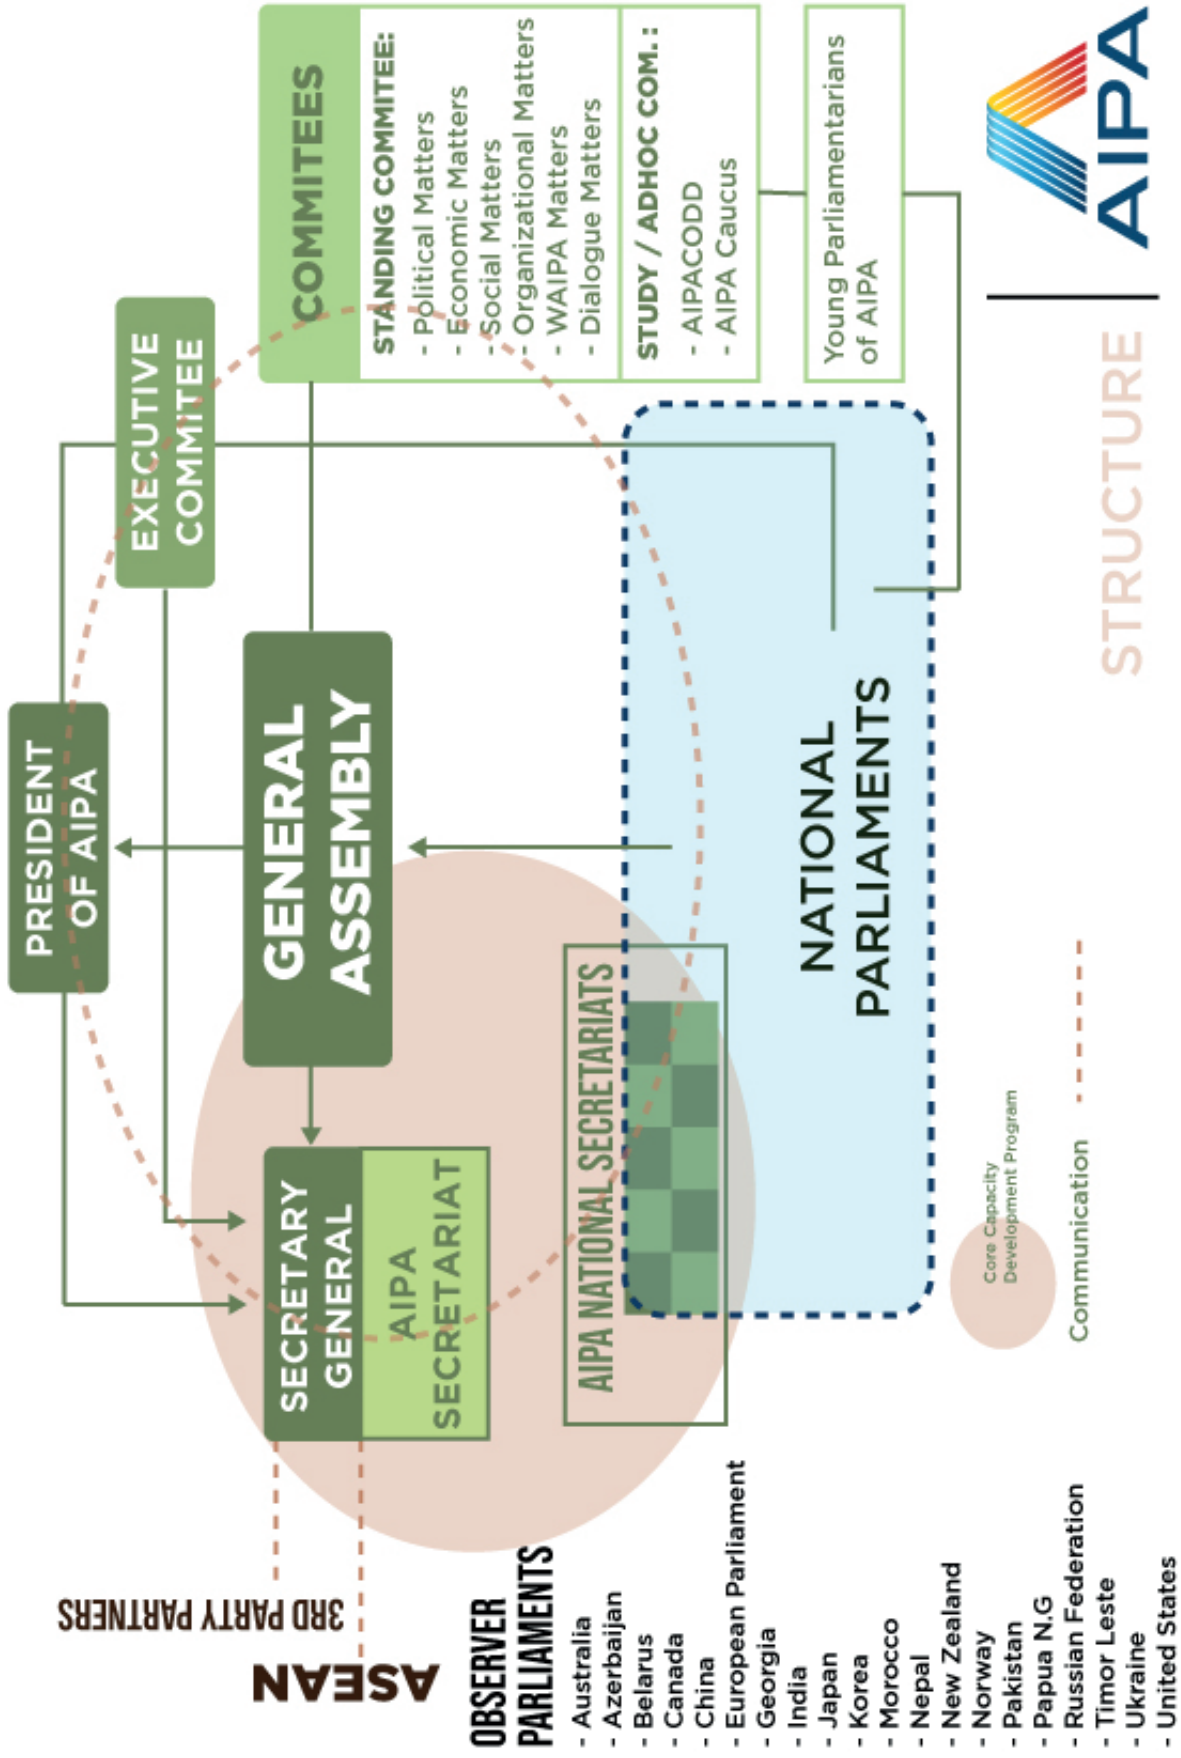 PRESIDENT
OF AIPA
EXECUTIVE
COMMITEE
COMMITEES
STANDING COMMITEE:
- Political Matters
- Economic Matters
- Social Matters
- Organizational Matters
- WAIPA Matters
- Dialogue Matters
STUDY / ADHOC COM. :
- AIPACODD
- AIPA Caucus
Young Parliamentarians
of AIPA
GENERAL
ASSEMBLY
SECRETARY
GENERAL
AIPA
SECRETARIAT
3RD PARTY PARTNERS
ASEAN
AIPA NATIONAL SECRETARIATS
NATIONAL
PARLIAMENTS
OBSERVER
PARLIAMENTS
- Australia
- Azerbaijan
- Belarus
- Canada
- China
- European Parliament
- Georgia
- India
- Japan
- Korea
- Morocco
- Nepal
- New Zealand
- Norway
- Pakistan
- Papua N.G
- Russian Federation
- Timor Leste
- Ukraine
- United States
Core Capacity
Development Program
Communication
STRUCTURE
AIPA